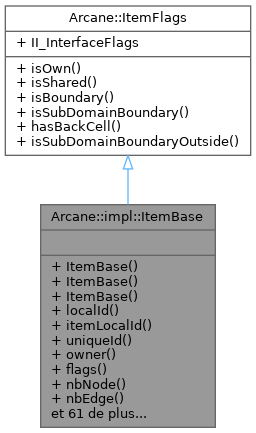 Arcane::ItemFlags
+ II_InterfaceFlags
+ isOwn()
+ isShared()
+ isBoundary()
+ isSubDomainBoundary()
+ hasBackCell()
+ isSubDomainBoundaryOutside()
Arcane::impl::ItemBase
+ ItemBase()
+ ItemBase()
+ ItemBase()
+ localId()
+ itemLocalId()
+ uniqueId()
+ owner()
+ flags()
+ nbNode()
+ nbEdge()
et 61 de plus...